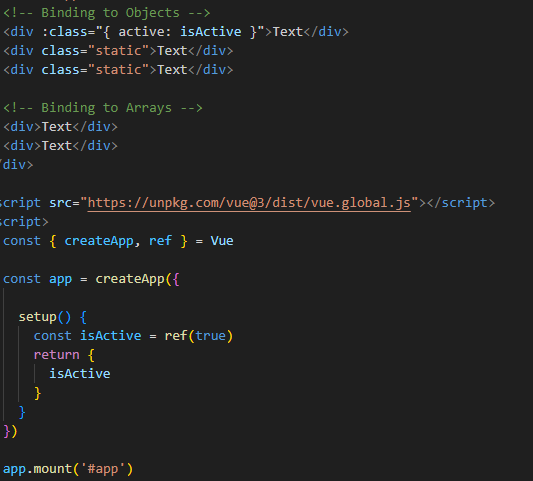 <!-- Binding to Objects -->
<div :class="{ active: isActive }">Text</div>
<div class="static">Text</div>
<div class="static">Text</div>
<!-- Binding to Arrays -->
<div>Text</div>
<div>Text</div>
/div>
script src="https://unpkg.com/vue@3/dist/vue.global.js"></script>
script>
const { createApp, ref } = Vue
const app = createApp({
setup() {
const isActive = ref(true)
return {
isActive
}
}
})
app.mount('#app')